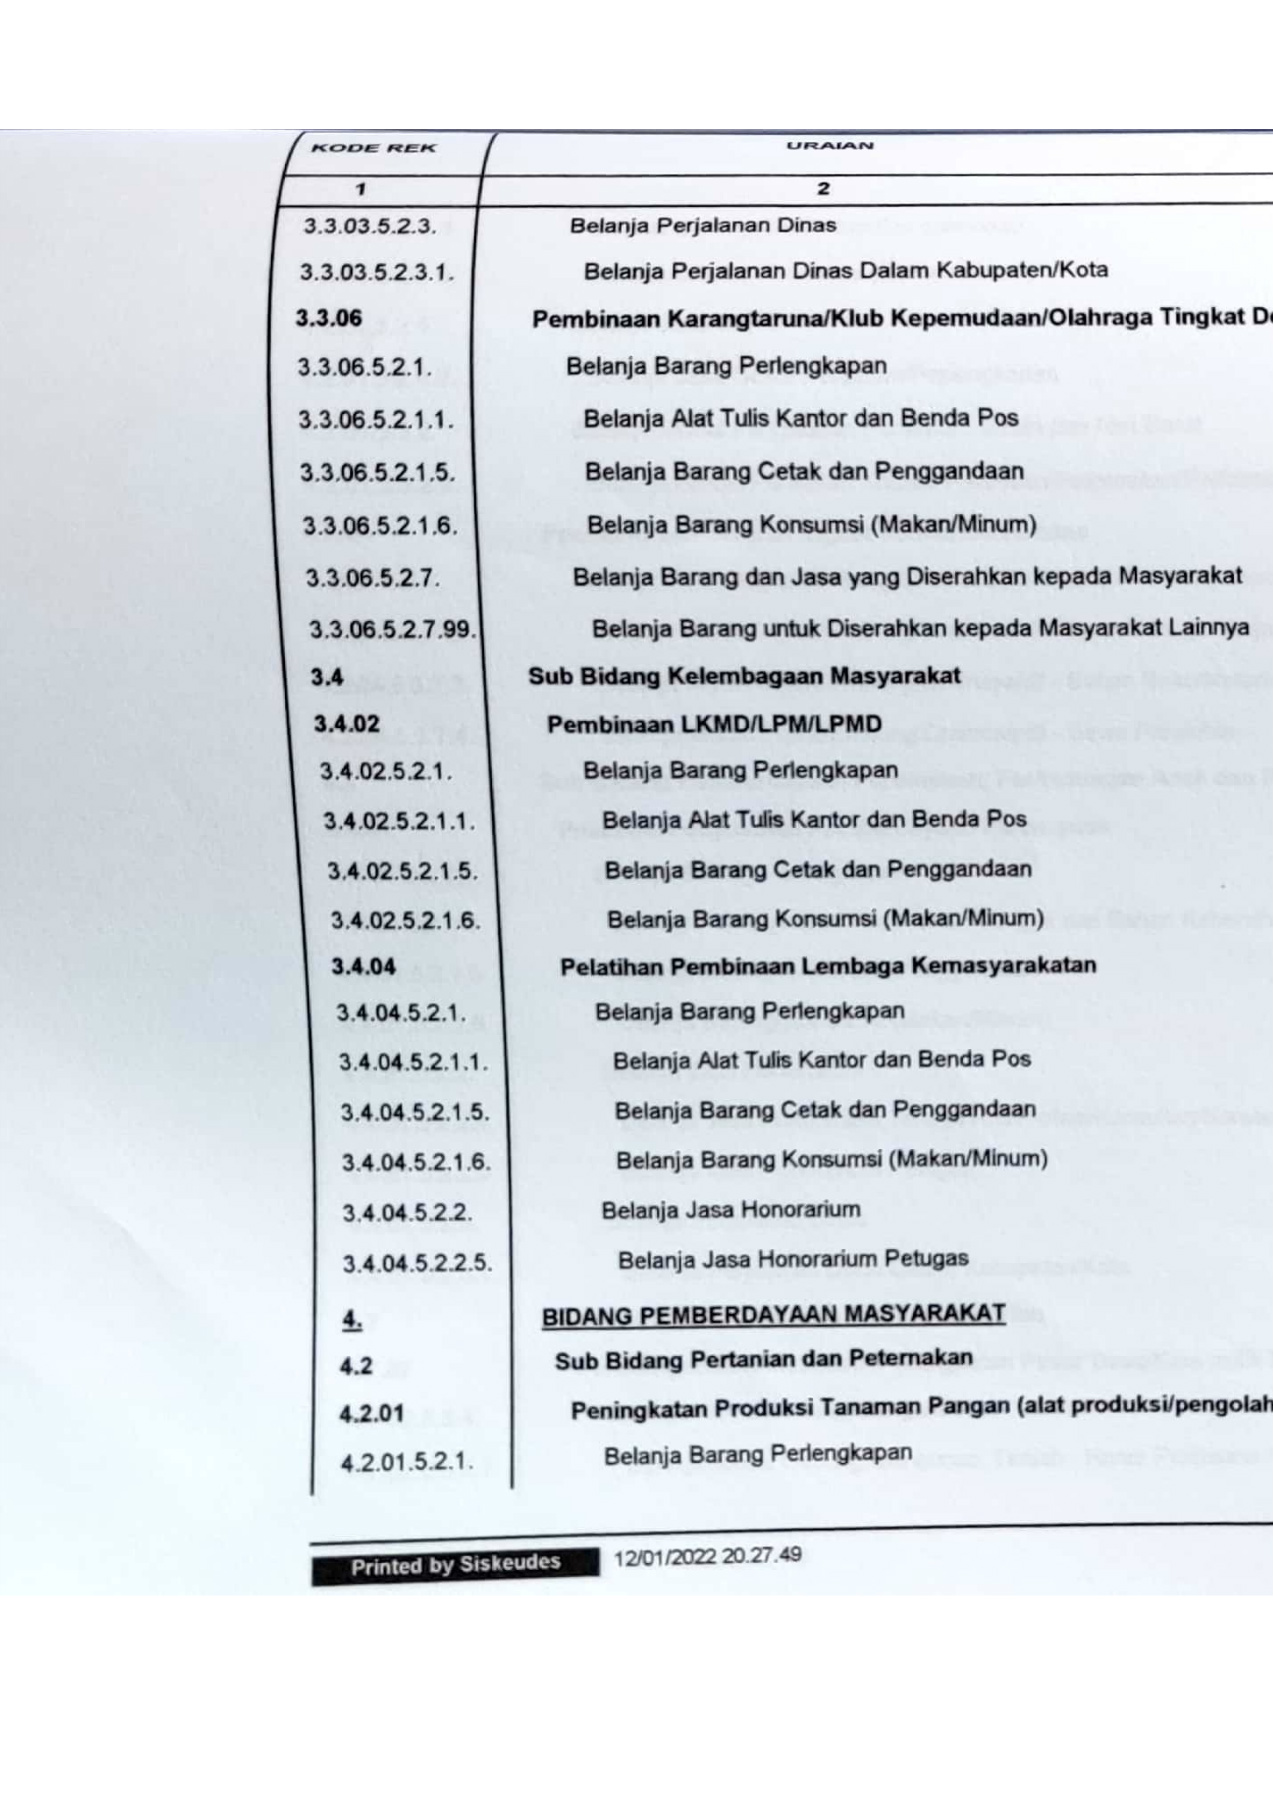 KODE REK URAIAN
1 2
3.3.03.5.2.3. Belanja Perjalanan Dinas
3.3.03.5.2.3.1. Belanja Perjalanan Dinas Dalam Kabupaten/Kota
3.3.06 Pembinaan Karangtaruna/Klub Kepemudaan/Olahraga Tingkat De
3.3.06.5.2.1. Belanja Barang Perlengkapan
3.3.06.5.2.1.1. Belanja Alat Tulis Kantor dan Benda Pos
3.3.06.5.2.1.5. Belanja Barang Cetak dan Penggandaan
3.3.06.5.2.1.6. Belanja Barang Konsumsi (Makan/Minum)
3.3.06.5.2.7. Belanja Barang dan Jasa yang Diserahkan kepada Masyarakat
3.3.06.5.2.7.99. Belanja Barang untuk Diserahkan kepada Masyarakat Lainnya
3.4 Sub Bidang Kelembagaan Masyarakat
3.4.02 Pembinaan LKMD/LPM/LPMD
3.4.02.5.2.1. Belanja Barang Perlengkapan
3.4.02.5.2.1.1. Belanja Alat Tulis Kantor dan Benda Pos
3.4.02.5.2.1.5. Belanja Barang Cetak dan Penggandaan
3.4.02.5.2.1.6. Belanja Barang Konsumsi (Makan/Minum)
3.4.04 Pelatihan Pembinaan Lembaga Kemasyarakatan
3.4.04.5.2.1. Belanja Barang Perlengkapan
3.4.04.5.2.1.1. Belanja Alat Tulis Kantor dan Benda Pos
3.4.04.5.2.1.5. Belanja Barang Cetak dan Penggandaan
3.4.04.5.2.1.6. Belanja Barang Konsumsi (Makan/Minum)
3.4.04.5.2.2. Belanja Jasa Honorarium
3.4.04.5.2.2.5. Belanja Jasa Honorarium Petugas
4. BIDANG PEMBERDAYAAN MASYARAKAT
4.2 Sub Bidang Pertanian dan Peternakan
4.2.01 Peningkatan Produksi Tanaman Pangan (alat produksi/pengolah
4.2.01.5.2.1. Belanja Barang Perlengkapan
Printed by Siskeudes 12/01/2022 20.27.49